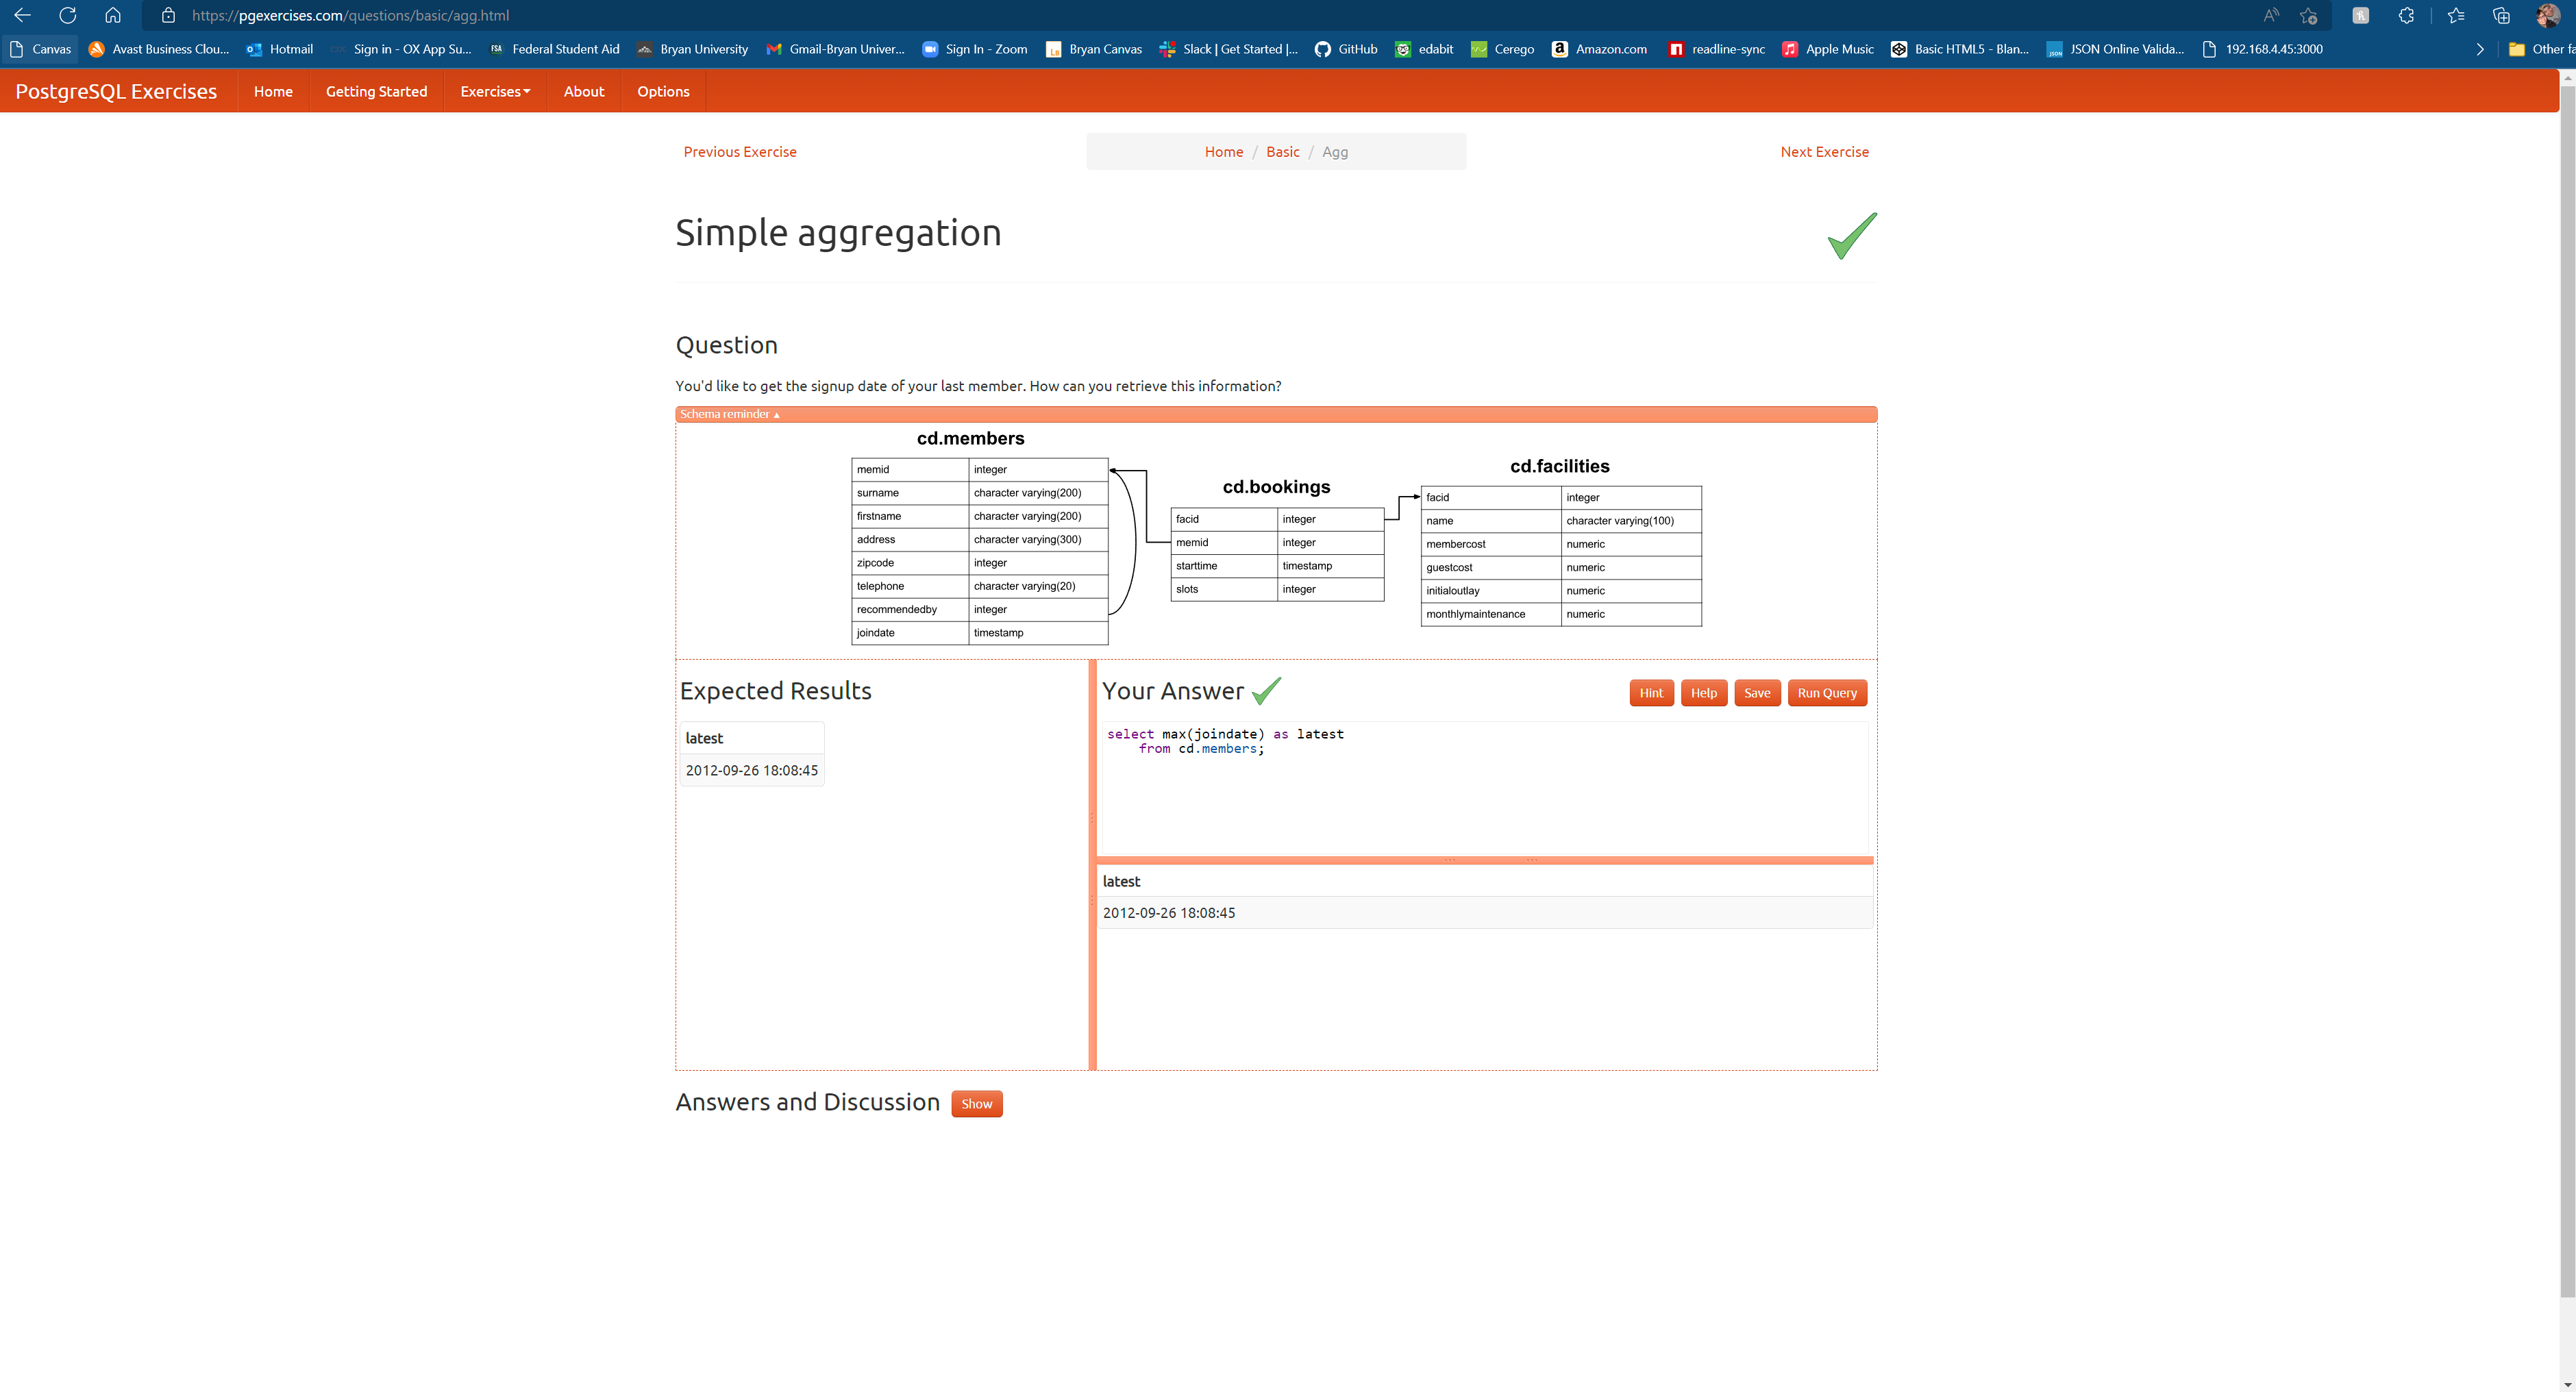 https://pgexercises.com/questions/basic/agg.html
Canvas Avast Business Clou... Hotmail Sign in - OX App Su... Federal Student Aid Bryan University Gmail-Bryan Univer... Sign In - Zoom Bryan Canvas Slack | Get Started |... GitHub edabit Cerego Amazon.com readline-sync Apple Music Basic HTML5 - Blan... JSON Online Valida... 192.168.4.45:3000 Other fa
PostgreSQL Exercises Home Getting Started Exercises About Options
Previous Exercise Home / Basic / Agg Next Exercise
Simple aggregation
Question
You'd like to get the signup date of your last member. How can you retrieve this information?
Schema reminder
cd.members
memid integer
surname character varying(200)
firstname character varying(200)
address character varying(300)
zipcode integer
telephone character varying(20)
recommendedby integer
joindate timestamp
cd.bookings
facid integer
memid integer
starttime timestamp
slots integer
cd.facilities
facid integer
name character varying(100)
membercost numeric
guestcost numeric
initialoutlay numeric
monthlymaintenance numeric
Expected Results
latest
2012-09-26 18:08:45
Your Answer Hint Help Save Run Query
select max(joindate) as latest
from cd.members;
latest
2012-09-26 18:08:45
Answers and Discussion Show